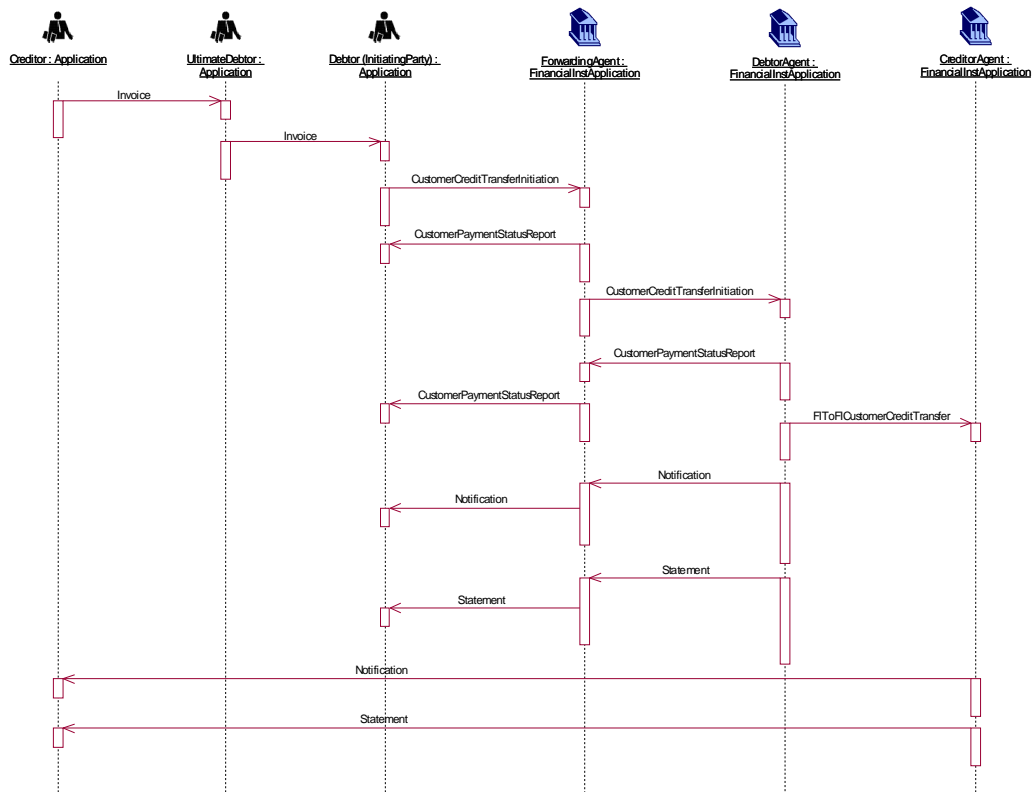 Creditor : Application
UltimateDebtor :
Application
Debtor (InitiatingParty) :
Application
ForwardingAgent :
FinancialInstApplication
DebtorAgent :
FinancialInstApplication
CreditorAgent :
FinancialInstApplication
Invoice
Invoice
CustomerCreditTransferInitiation
CustomerPaymentStatusReport
CustomerCreditTransferInitiation
CustomerPaymentStatusReport
CustomerPaymentStatusReport
FIToFICustomerCreditTransfer
Notification
Notification
Statement
Statement
Notification
Statement